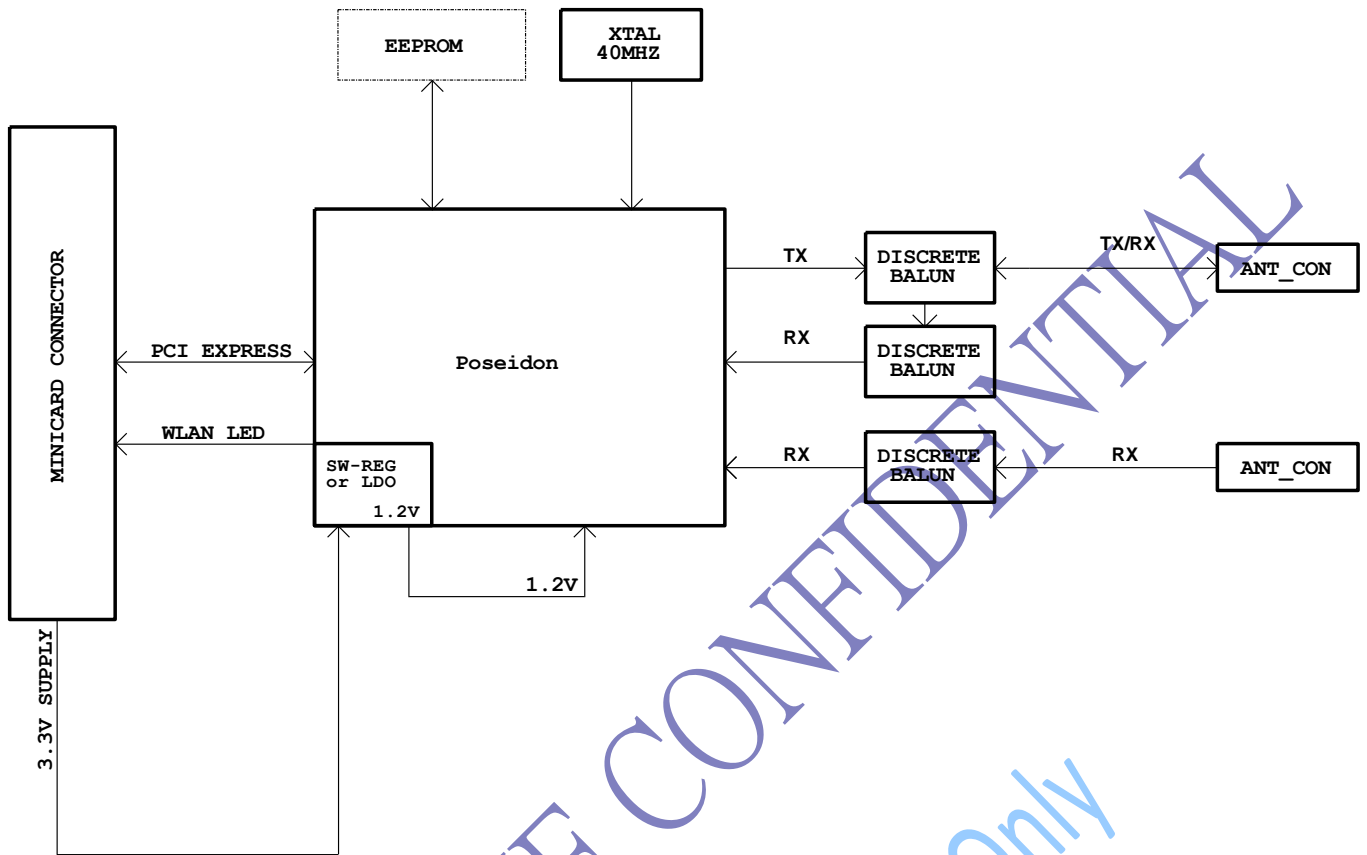 EEPROM
XTAL
40MHZ
MINICARD CONNECTOR
PCI EXPRESS
WLAN LED
3.3V SUPPLY
Poseidon
SW-REG
or LDO
1.2V
1.2V
TX
DISCRETE
BALUN
TX/RX
ANT_CON
RX
DISCRETE
BALUN
RX
DISCRETE
BALUN
RX
ANT_CON
CONFIDENTIAL
Only